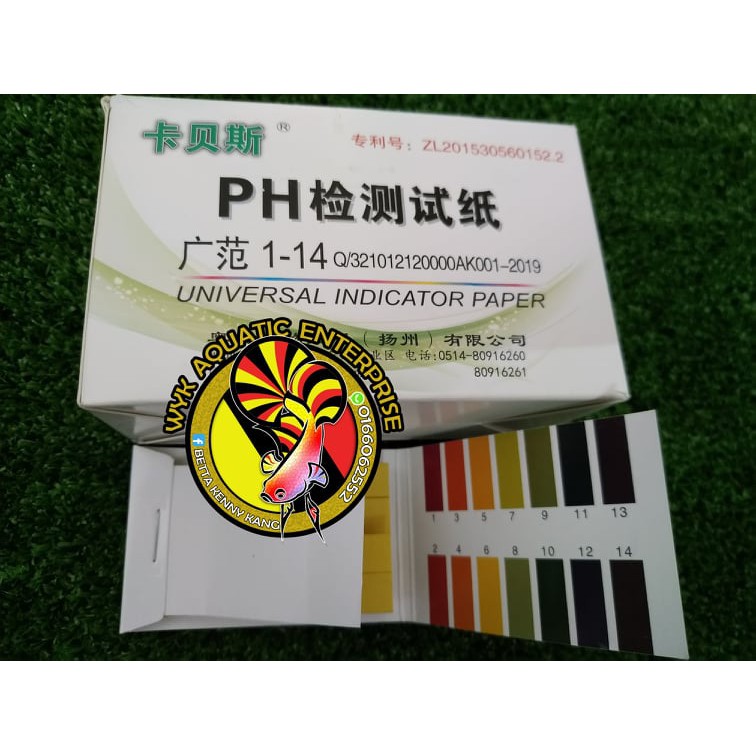 卡贝斯®
专利号：ZL201530560152.2
PH检测试纸
广范 1-14 Q/321012120000AK001-2019
UNIVERSAL INDICATOR PAPER
（扬州）有限公司
业区 电话:0514-80916260
80916261
WYK AQUATIC ENTERPRISE
0166062552
BETTA KENNY KANG
1 3 5 7 9 11 13
2 4 6 8 10 12 14